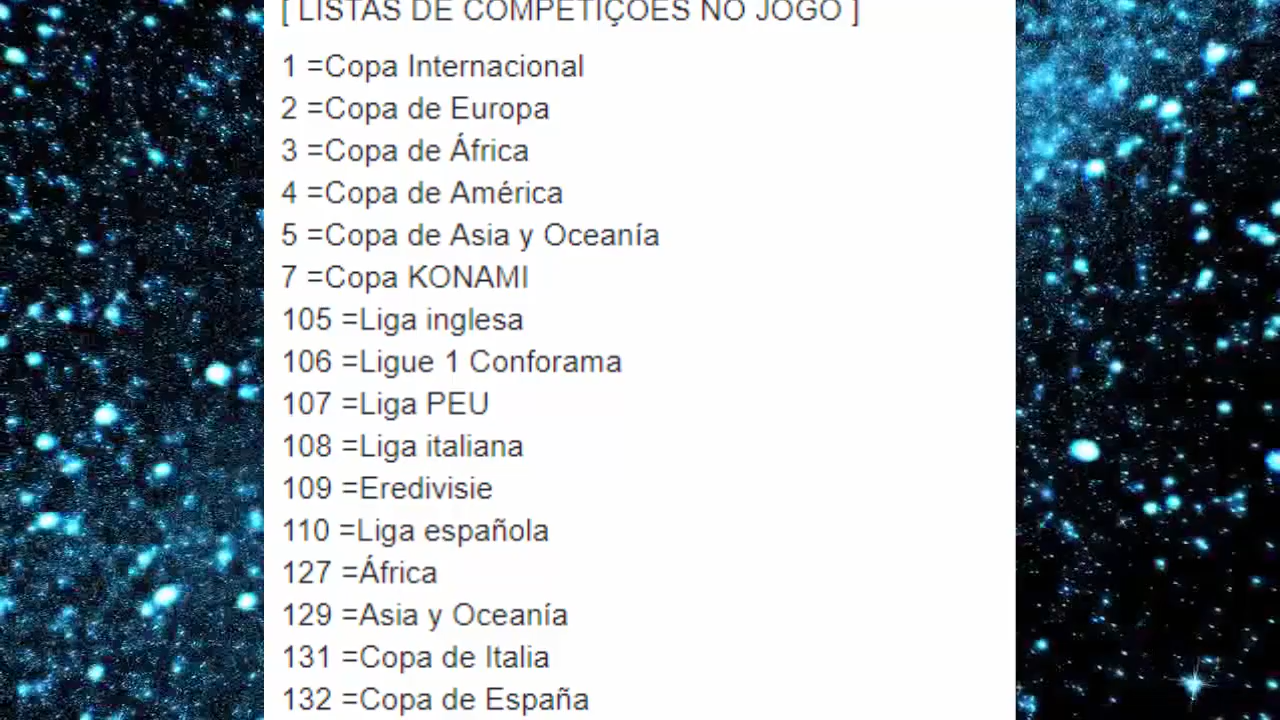 [ LISTAS DE COMPETIÇÕES NO JOGO ]
1 =Copa Internacional
2 =Copa de Europa
3 =Copa de África
4 =Copa de América
5 =Copa de Asia y Oceanía
7 =Copa KONAMI
105 =Liga inglesa
106 =Ligue 1 Conforama
107 =Liga PEU
108 =Liga italiana
109 =Eredivisie
110 =Liga española
127 =África
129 =Asia y Oceanía
131 =Copa de Italia
132 =Copa de España